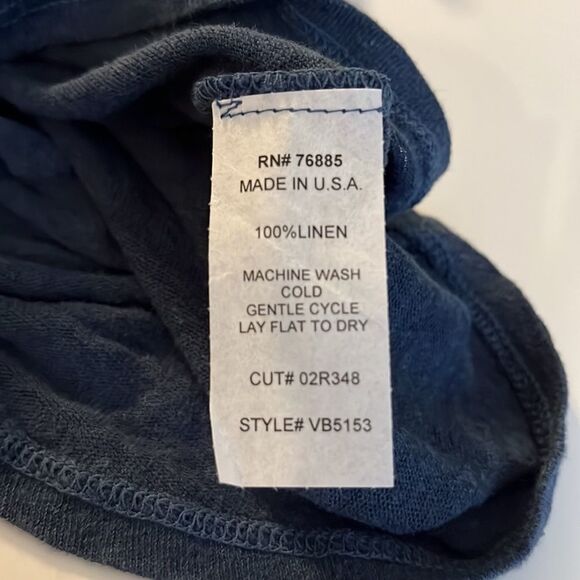 RN# 76885
MADE IN U.S.A.
100%LINEN
MACHINE WASH
COLD
GENTLE CYCLE
LAY FLAT TO DRY
CUT# 02R348
STYLE# VB5153